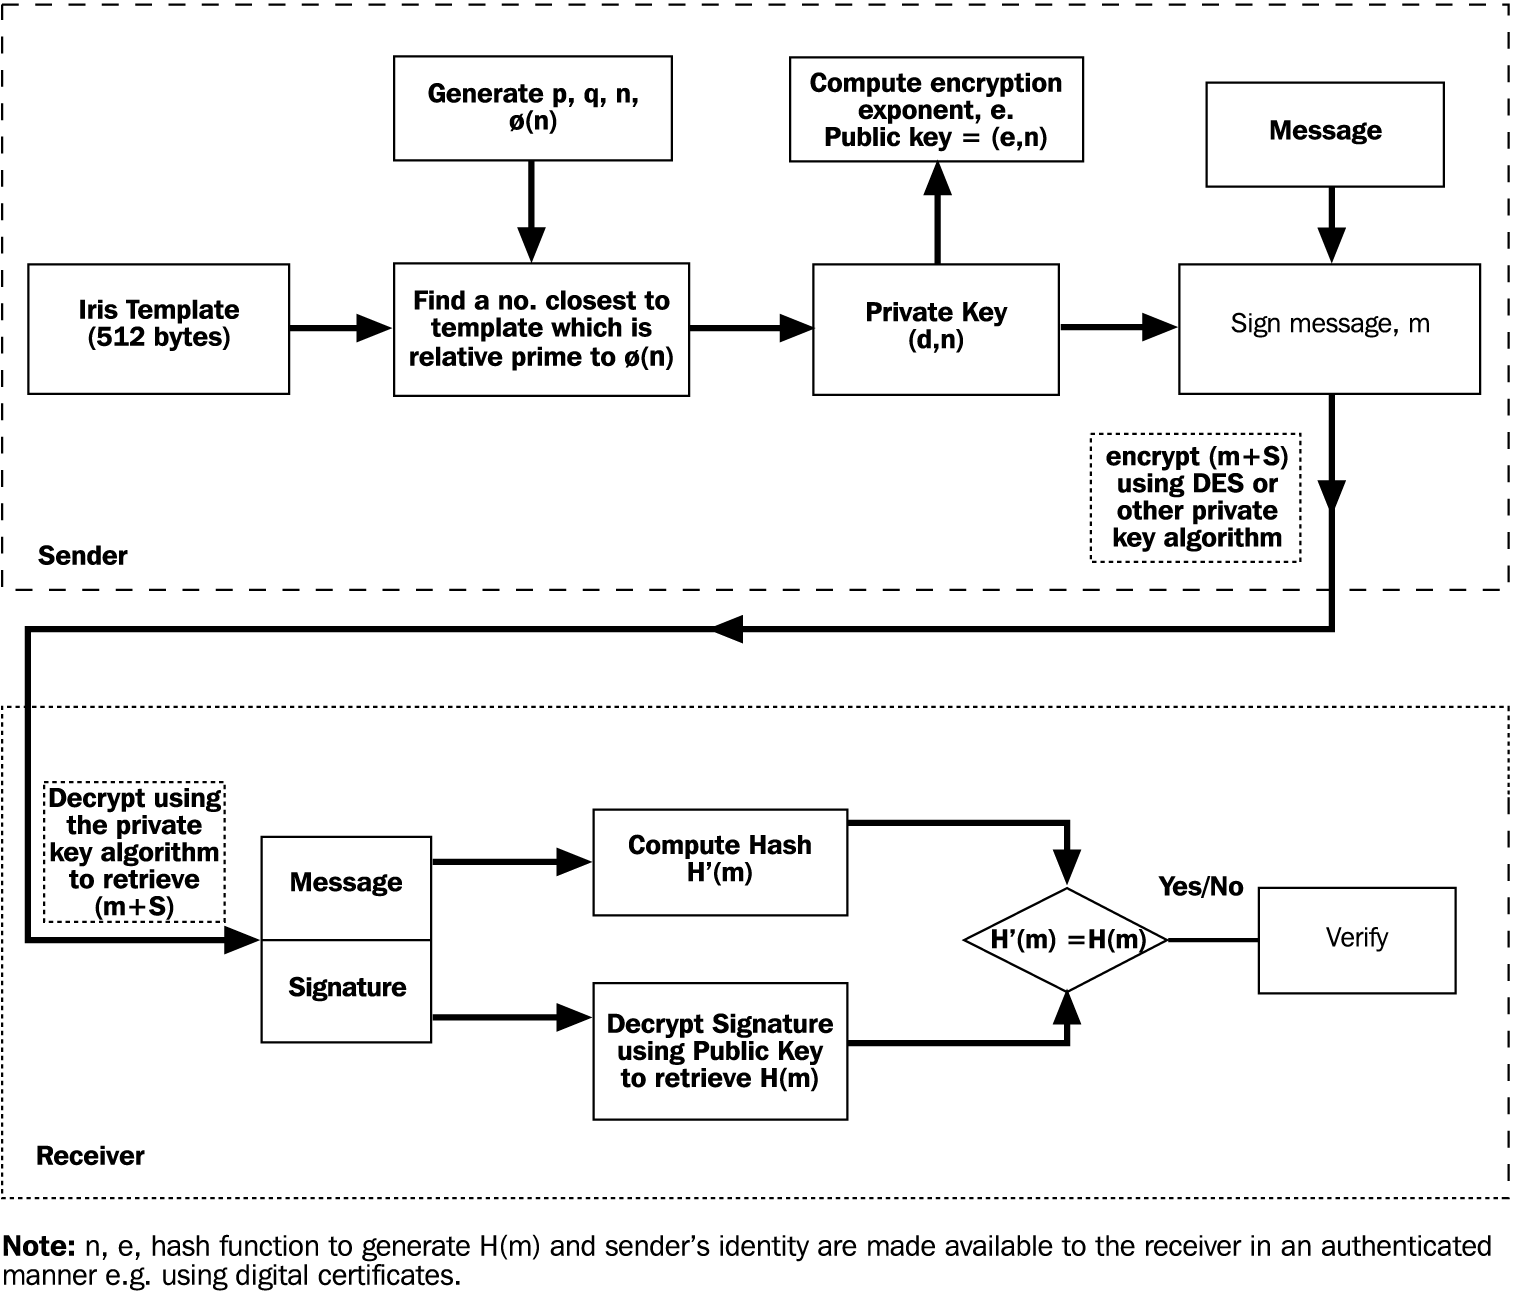 Generate p, q, n,
ø(n)
Compute encryption
exponent, e.
Public key = (e,n)
Message
Iris Template
(512 bytes)
Find a no. closest to
template which is
relative prime to ø(n)
Private Key
(d,n)
Sign message, m
encrypt (m+S)
using DES or
other private
key algorithm
Sender
Decrypt using
the private
key algorithm
to retrieve
(m+S)
Message
Signature
Compute Hash
H’(m)
Decrypt Signature
using Public Key
to retrieve H(m)
H’(m) =H(m)
Yes/No
Verify
Receiver
Note: n, e, hash function to generate H(m) and sender’s identity are made available to the receiver in an authenticated
manner e.g. using digital certificates.